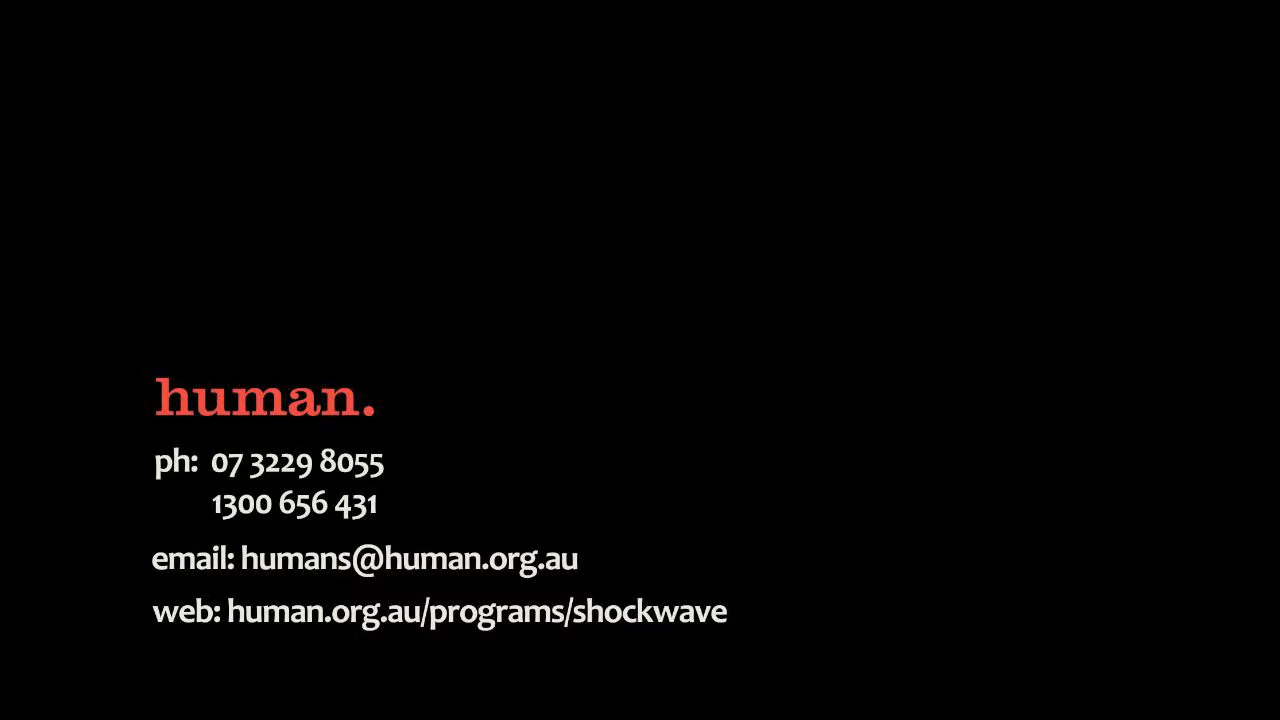 human.
ph: 07 3229 8055
1300 656 431
email: humans@human.org.au
web: human.org.au/programs/shockwave